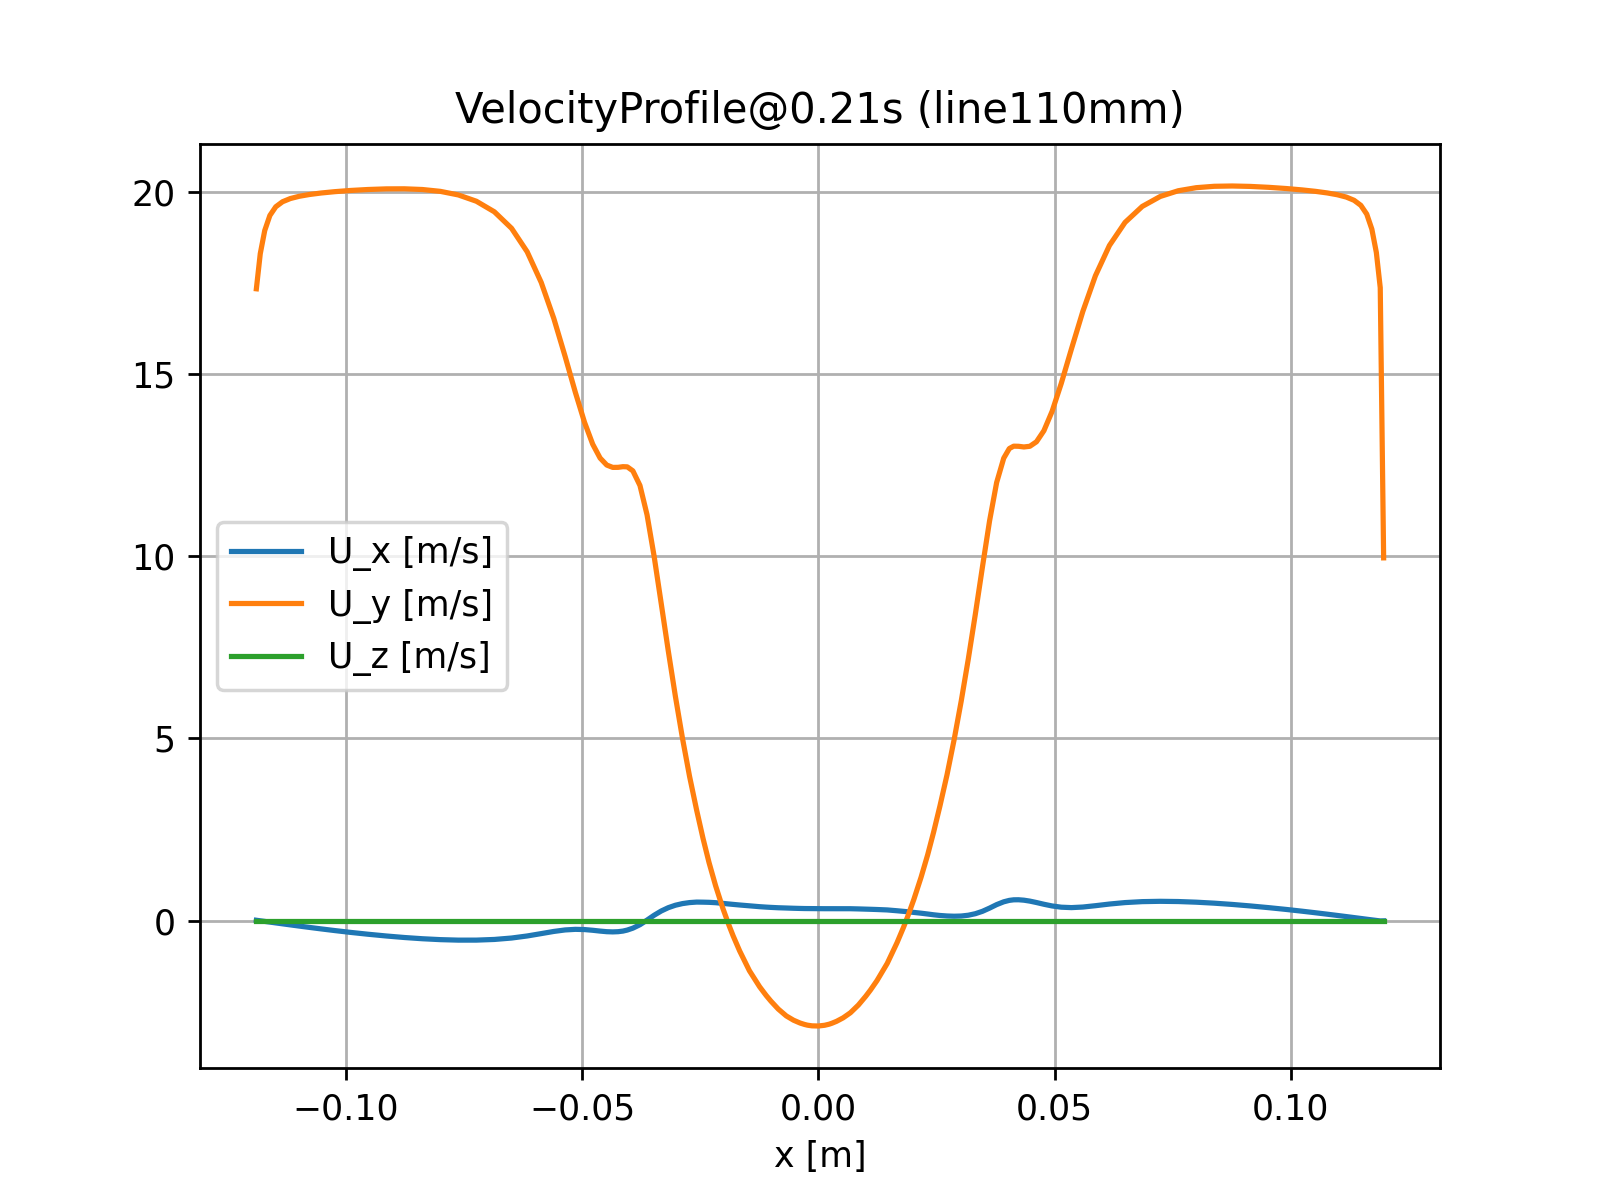 VelocityProfile@0.21s (line110mm)
20
15
10
5
0
U_x [m/s]
U_y [m/s]
U_z [m/s]
−0.10 −0.05 0.00 0.05 0.10
x [m]